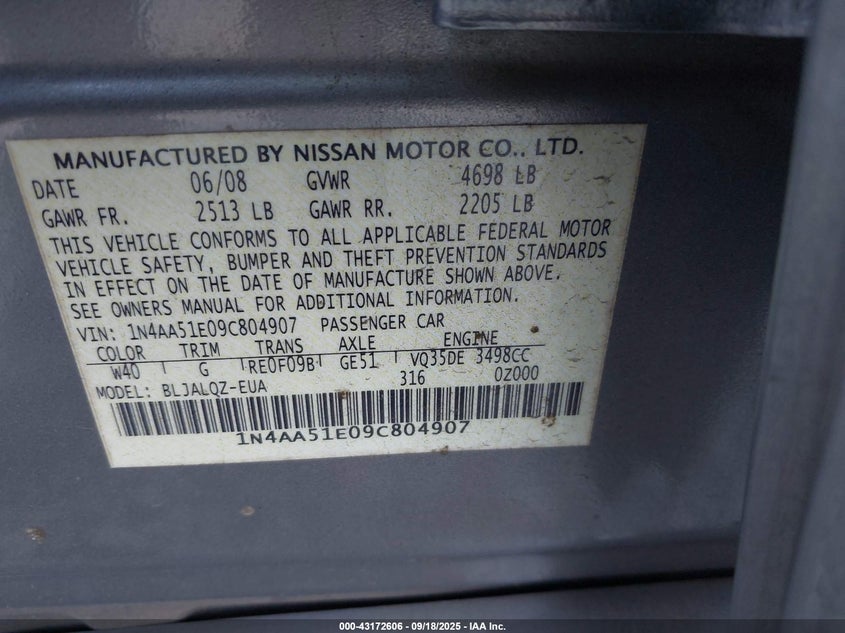 MANUFACTURED BY NISSAN MOTOR CO., LTD.
DATE 06/08 GVWR 4698 LB
GAWR FR. 2513 LB GAWR RR. 2205 LB
THIS VEHICLE CONFORMS TO ALL APPLICABLE FEDERAL MOTOR
VEHICLE SAFETY, BUMPER AND THEFT PREVENTION STANDARDS
IN EFFECT ON THE DATE OF MANUFACTURE SHOWN ABOVE.
SEE OWNERS MANUAL FOR ADDITIONAL INFORMATION.
VIN: 1N4AA51E09C804907 PASSENGER CAR
COLOR TRIM TRANS AXLE ENGINE
W40 G RE0F09B GE51 VQ35DE 3498CC
MODEL: BLJALQZ-EUA 316 0Z000
1N4AA51E09C804907
000-43172606 - 09/18/2025 - IAA Inc.